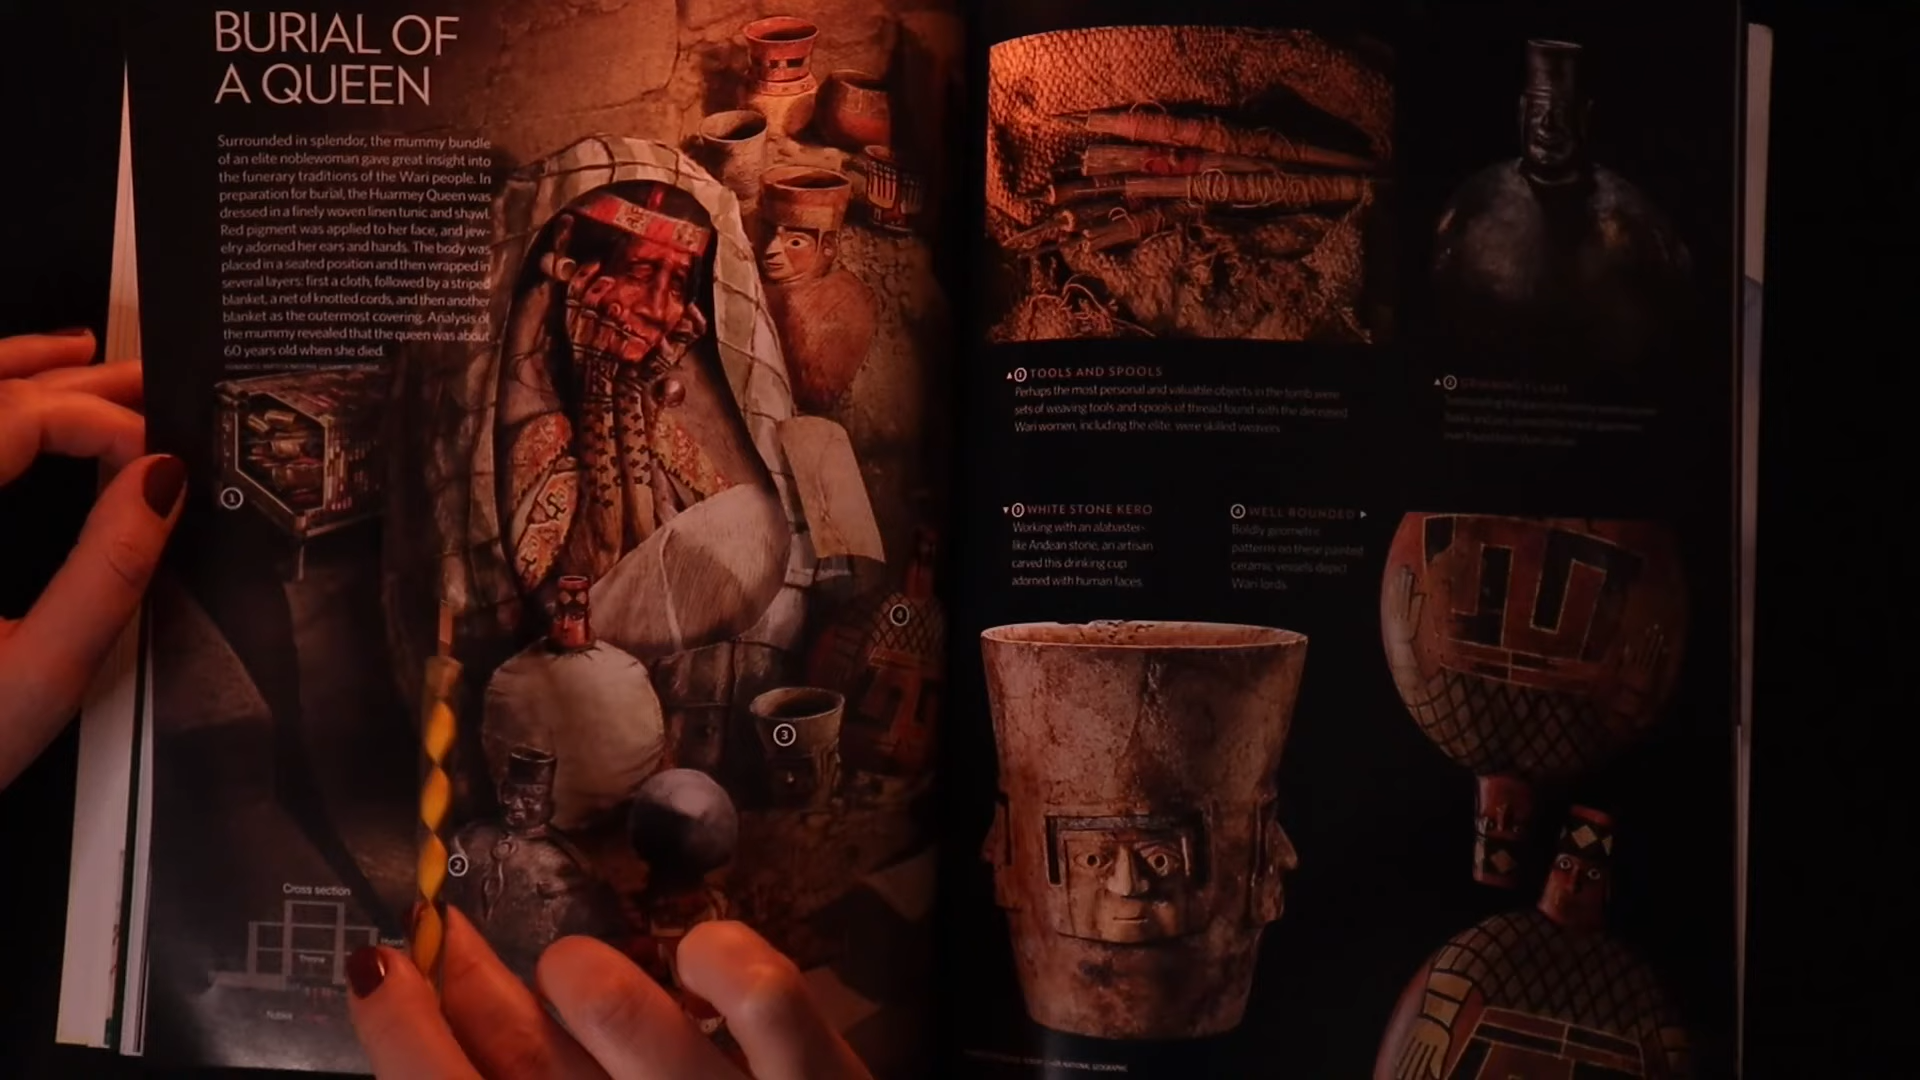 BURIAL OF
A QUEEN
Surrounded in splendor, the mummy bundle
of an elite noblewoman gave great insight into
the funerary traditions of the Wari people. In
preparation for burial, the Huarmey Queen was
dressed in a finely woven linen tunic and shawl.
Red pigment was applied to her face, and jew-
elry adorned her ears and hands. The body was
placed in a seated position and then wrapped in
several layers: first a cloth, followed by a striped
blanket, a net of knotted cords, and then another
blanket as the outermost covering. Analysis of
the mummy revealed that the queen was about
60 years old when she died.
1
4
3
2
Cross section
Throne
1 TOOLS AND SPOOLS
Perhaps the most personal and valuable objects in the tomb were
sets of weaving tools and spools of thread found with the deceased.
Wari women, including the elite, were skilled weavers.
2
3 WHITE STONE KERO
Working with an alabaster-
like Andean stone, an artisan
carved this drinking cup
adorned with human faces.
4 WELL ROUNDED
Boldly geometric
patterns on these painted
ceramic vessels depict
Wari lords.
NATIONAL GEOGRAPHIC